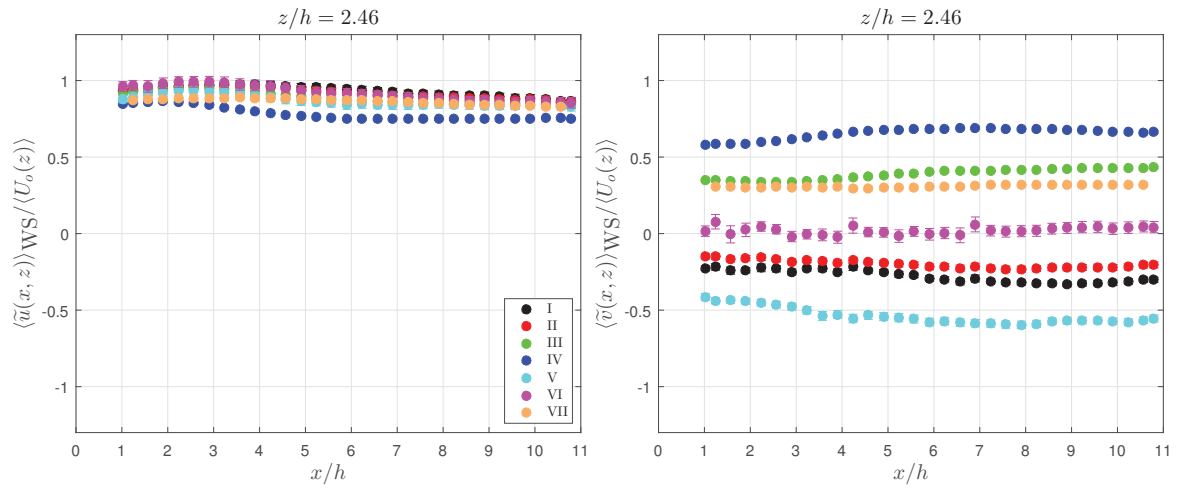 z/h = 2.46
1
0.5
0
-0.5
-1
⟨ũ(x, z)⟩WS/⟨Uo(z)⟩
I
II
III
IV
V
VI
VII
0 1 2 3 4 5 6 7 8 9 10 11
x/h
z/h = 2.46
1
0.5
0
-0.5
-1
⟨ṽ(x, z)⟩WS/⟨Uo(z)⟩
0 1 2 3 4 5 6 7 8 9 10 11
x/h